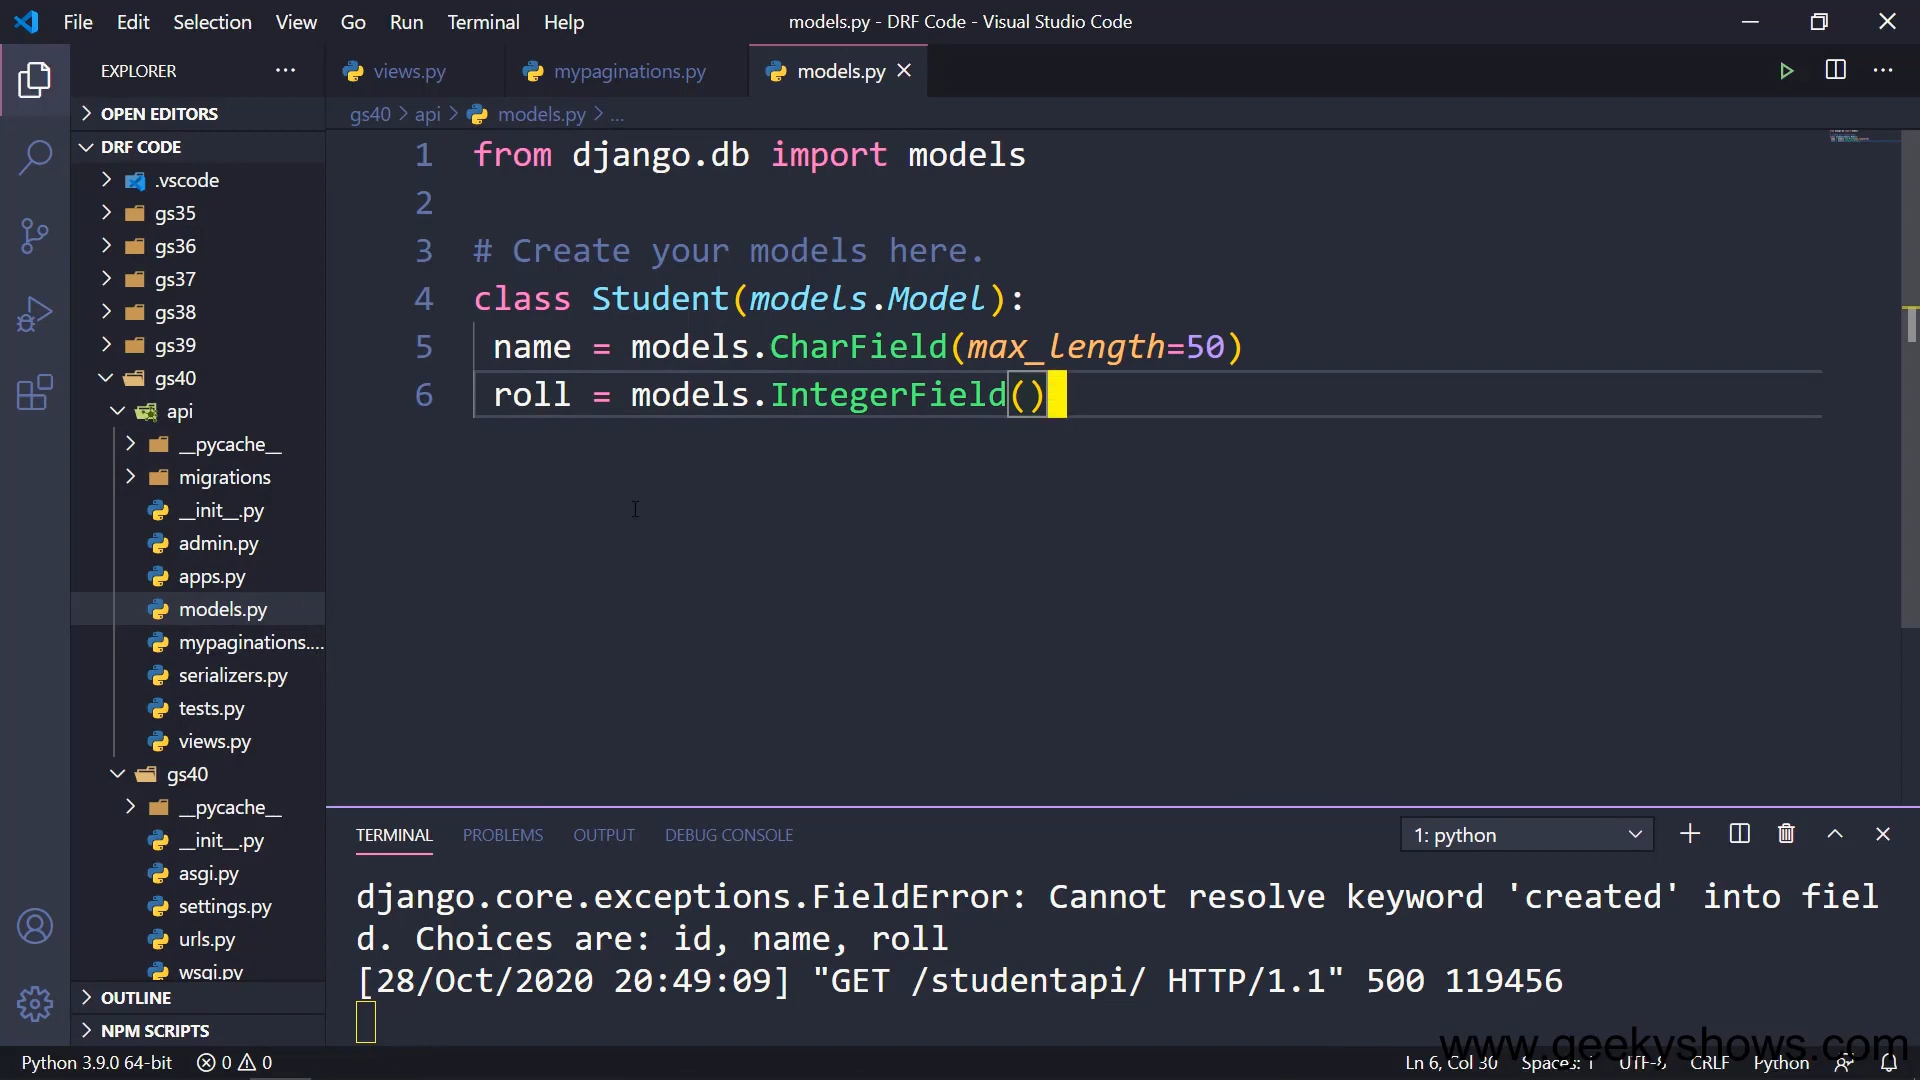 File Edit Selection View Go Run Terminal Help
models.py - DRF Code - Visual Studio Code
EXPLORER
views.py
mypaginations.py
models.py
OPEN EDITORS
gs40 > api > models.py > ...
DRF CODE
.vscode
gs35
gs36
gs37
gs38
gs39
gs40
api
__pycache__
migrations
__init__.py
admin.py
apps.py
models.py
mypaginations....
serializers.py
tests.py
views.py
gs40
__pycache__
__init__.py
asgi.py
settings.py
urls.py
wsgi.py
OUTLINE
NPM SCRIPTS
1 from django.db import models
2
3 # Create your models here.
4 class Student(models.Model):
5 name = models.CharField(max_length=50)
6 roll = models.IntegerField()
TERMINAL PROBLEMS OUTPUT DEBUG CONSOLE
1: python
django.core.exceptions.FieldError: Cannot resolve keyword 'created' into fiel
d. Choices are: id, name, roll
[28/Oct/2020 20:49:09] "GET /studentapi/ HTTP/1.1" 500 119456
www.geekyshows.com
Python 3.9.0 64-bit 0 0
Ln 6, Col 30 Spaces: 1 UTF-8 CRLF Python